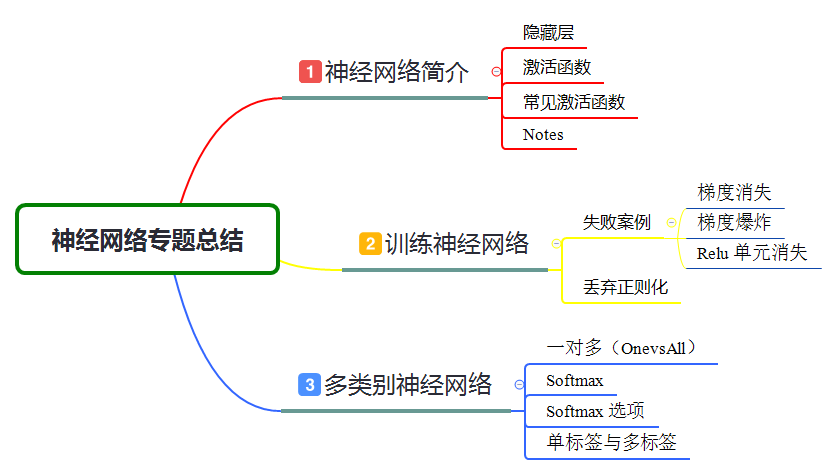 神经网络专题总结
1 神经网络简介
隐藏层
激活函数
常见激活函数
Notes
2 训练神经网络
失败案例
梯度消失
梯度爆炸
Relu 单元消失
丢弃正则化
3 多类别神经网络
一对多（OnevsAll）
Softmax
Softmax 选项
单标签与多标签